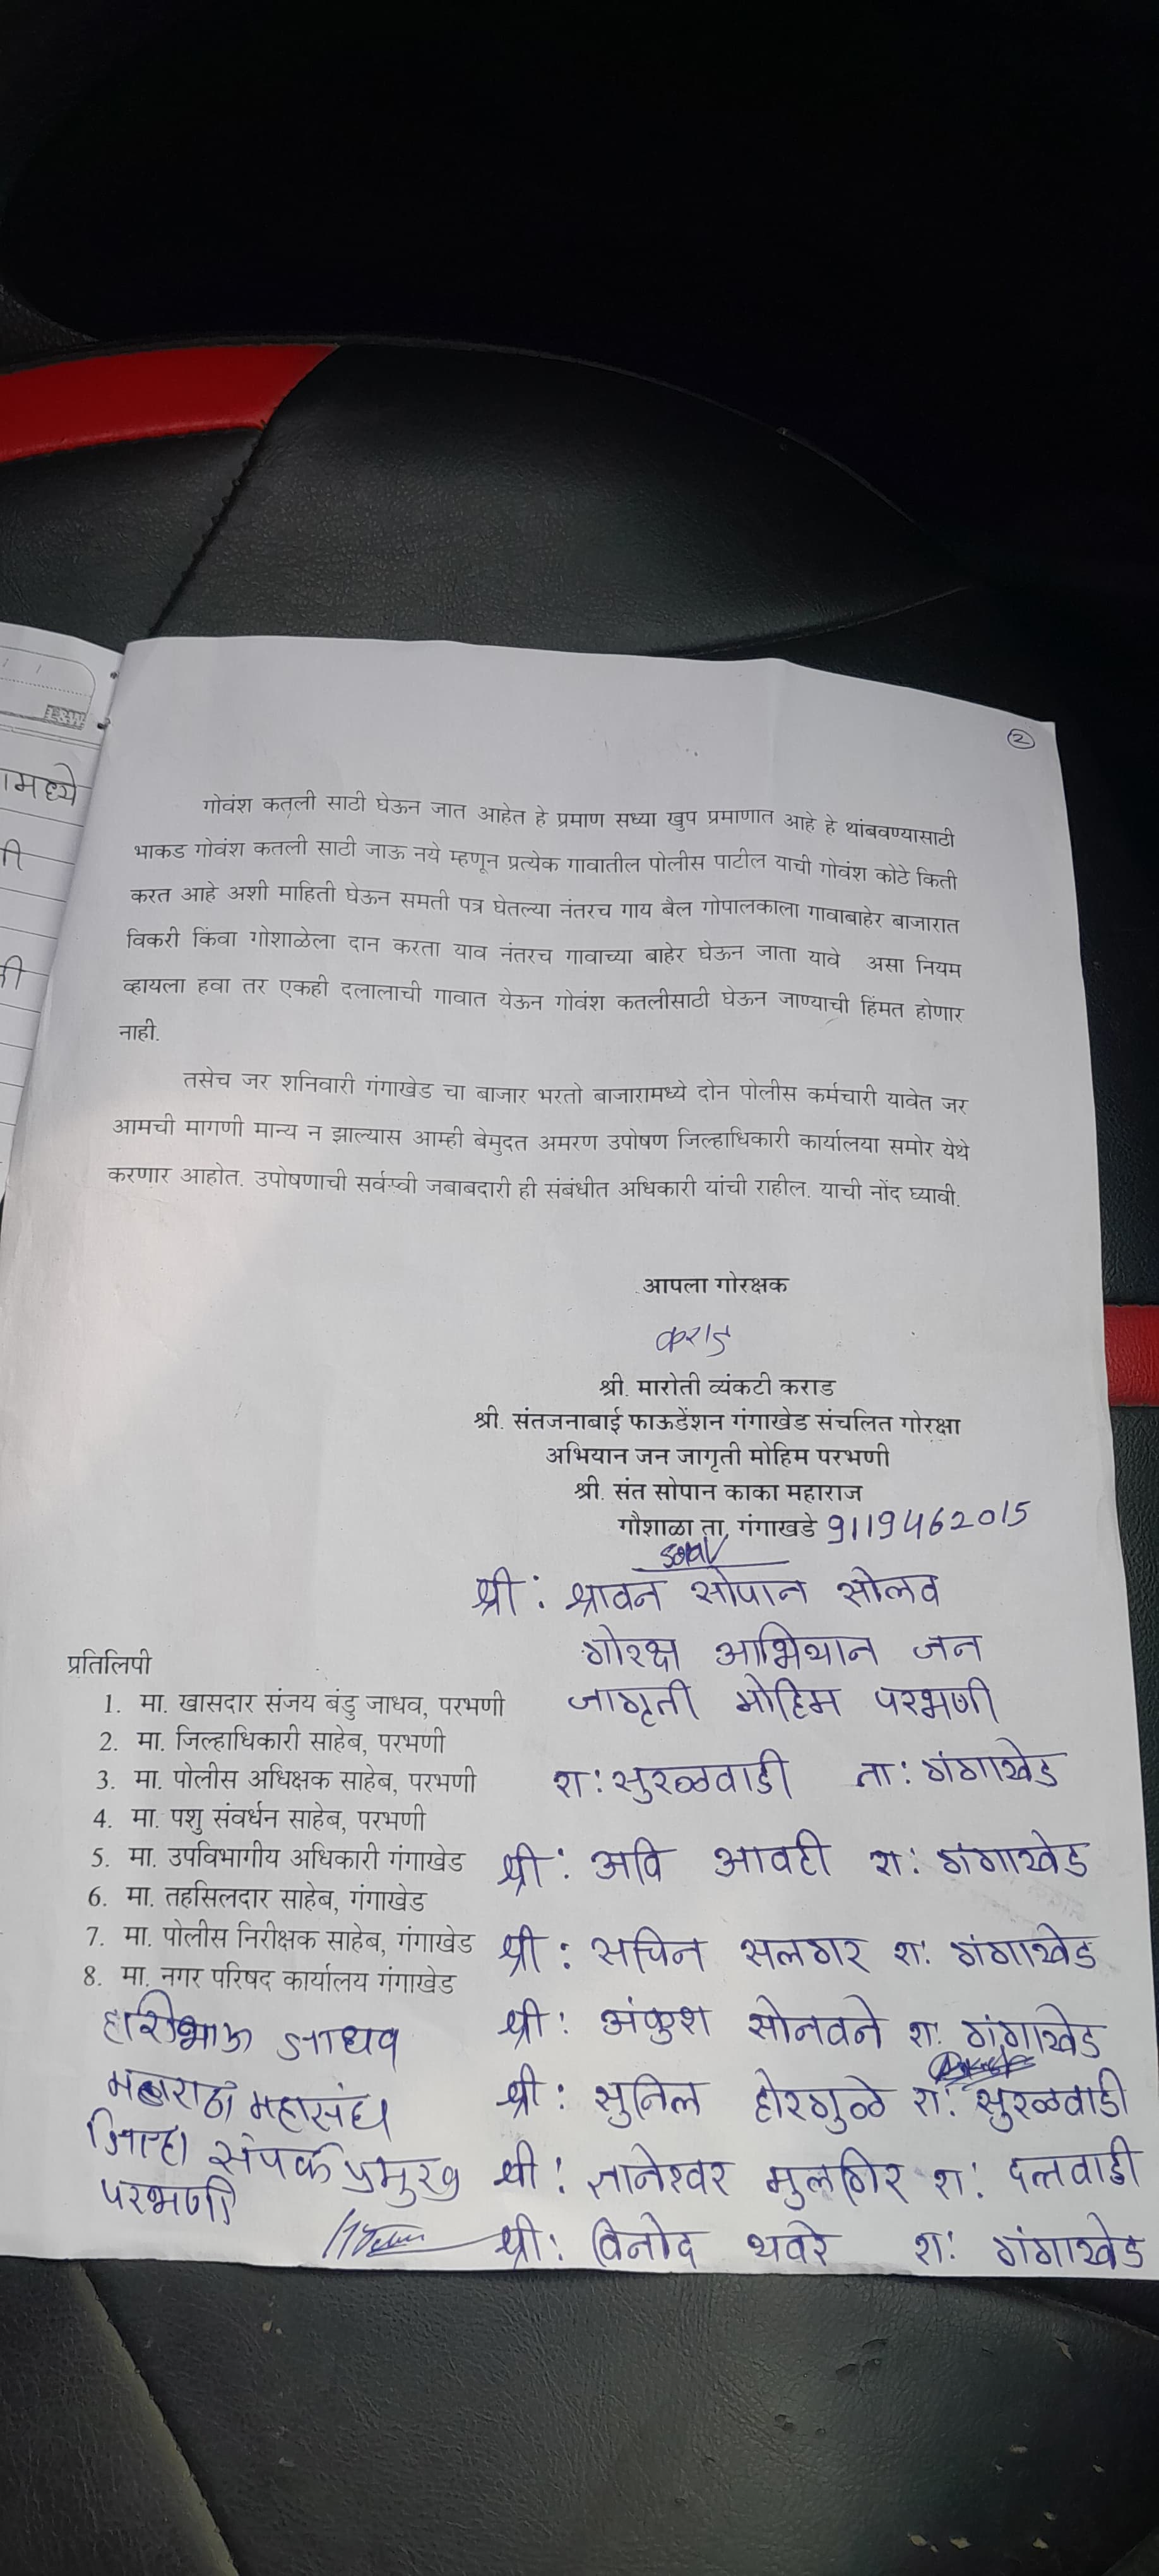 2
L&W
ामध्ये
गोवंश कतली साठी घेऊन जात आहेत हे प्रमाण सध्या खुप प्रमाणात आहे हे थांबवण्यासाठी
भाकड गोवंश कतली साठी जाऊ नये म्हणून प्रत्येक गावातील पोलीस पाटील याची गोवंश कोटे किती
करत आहे अशी माहिती घेऊन समती पत्र घेतल्या नंतरच गाय बैल गोपालकाला गावाबाहेर बाजारात
विकरी किंवा गोशाळेला दान करता याव नंतरच गावाच्या बाहेर घेऊन जाता यावे असा नियम
व्हायला हवा तर एकही दलालाची गावात येऊन गोवंश कतलीसाठी घेऊन जाण्याची हिंमत होणार
नाही.
तसेच जर शनिवारी गंगाखेड चा बाजार भरतो बाजारामध्ये दोन पोलीस कर्मचारी यावेत जर
आमची मागणी मान्य न झाल्यास आम्ही बेमुदत अमरण उपोषण जिल्हाधिकारी कार्यालया समोर येथे
करणार आहोत. उपोषणाची सर्वस्वी जबाबदारी ही संबंधीत अधिकारी यांची राहील. याची नोंद घ्यावी.
आपला गोरक्षक
कराड
श्री. मारोती व्यंकटी कराड
श्री. संतजनाबाई फाऊडेंशन गंगाखेड संचलित गोरक्षा
अभियान जन जागृती मोहिम परभणी
श्री. संत सोपान काका महाराज
गौशाळा ता. गंगाखडे 9119462015
श्री: श्रावन सोपान सोलव
गोरक्ष अभियान जन
जागृती मोहिम परभणी
रा: सुरळवाडी ता: गंगाखेड
प्रतिलिपी
1. मा. खासदार संजय बंडु जाधव, परभणी
2. मा. जिल्हाधिकारी साहेब, परभणी
3. मा. पोलीस अधिक्षक साहेब, परभणी
4. मा. पशु संवर्धन साहेब, परभणी
5. मा. उपविभागीय अधिकारी गंगाखेड
6. मा. तहसिलदार साहेब, गंगाखेड
7. मा. पोलीस निरीक्षक साहेब, गंगाखेड
8. मा. नगर परिषद कार्यालय गंगाखेड
श्री: अवि आवटी रा: गंगाखेड
श्री: सचिन सलगर रा: गंगाखेड
श्री: अंकुश सोनवने रा: गंगाखेड
श्री: सुनिल होरगुळे रा: सुरळवाडी
श्री: ज्ञानेश्वर मुलगिर रा: दत्तवाडी
श्री: विनोद थवरे रा: गंगाखेड
हरिभाऊ जाधव
मराठा महासंघ
जिल्हा संपर्क प्रमुख
परभणी